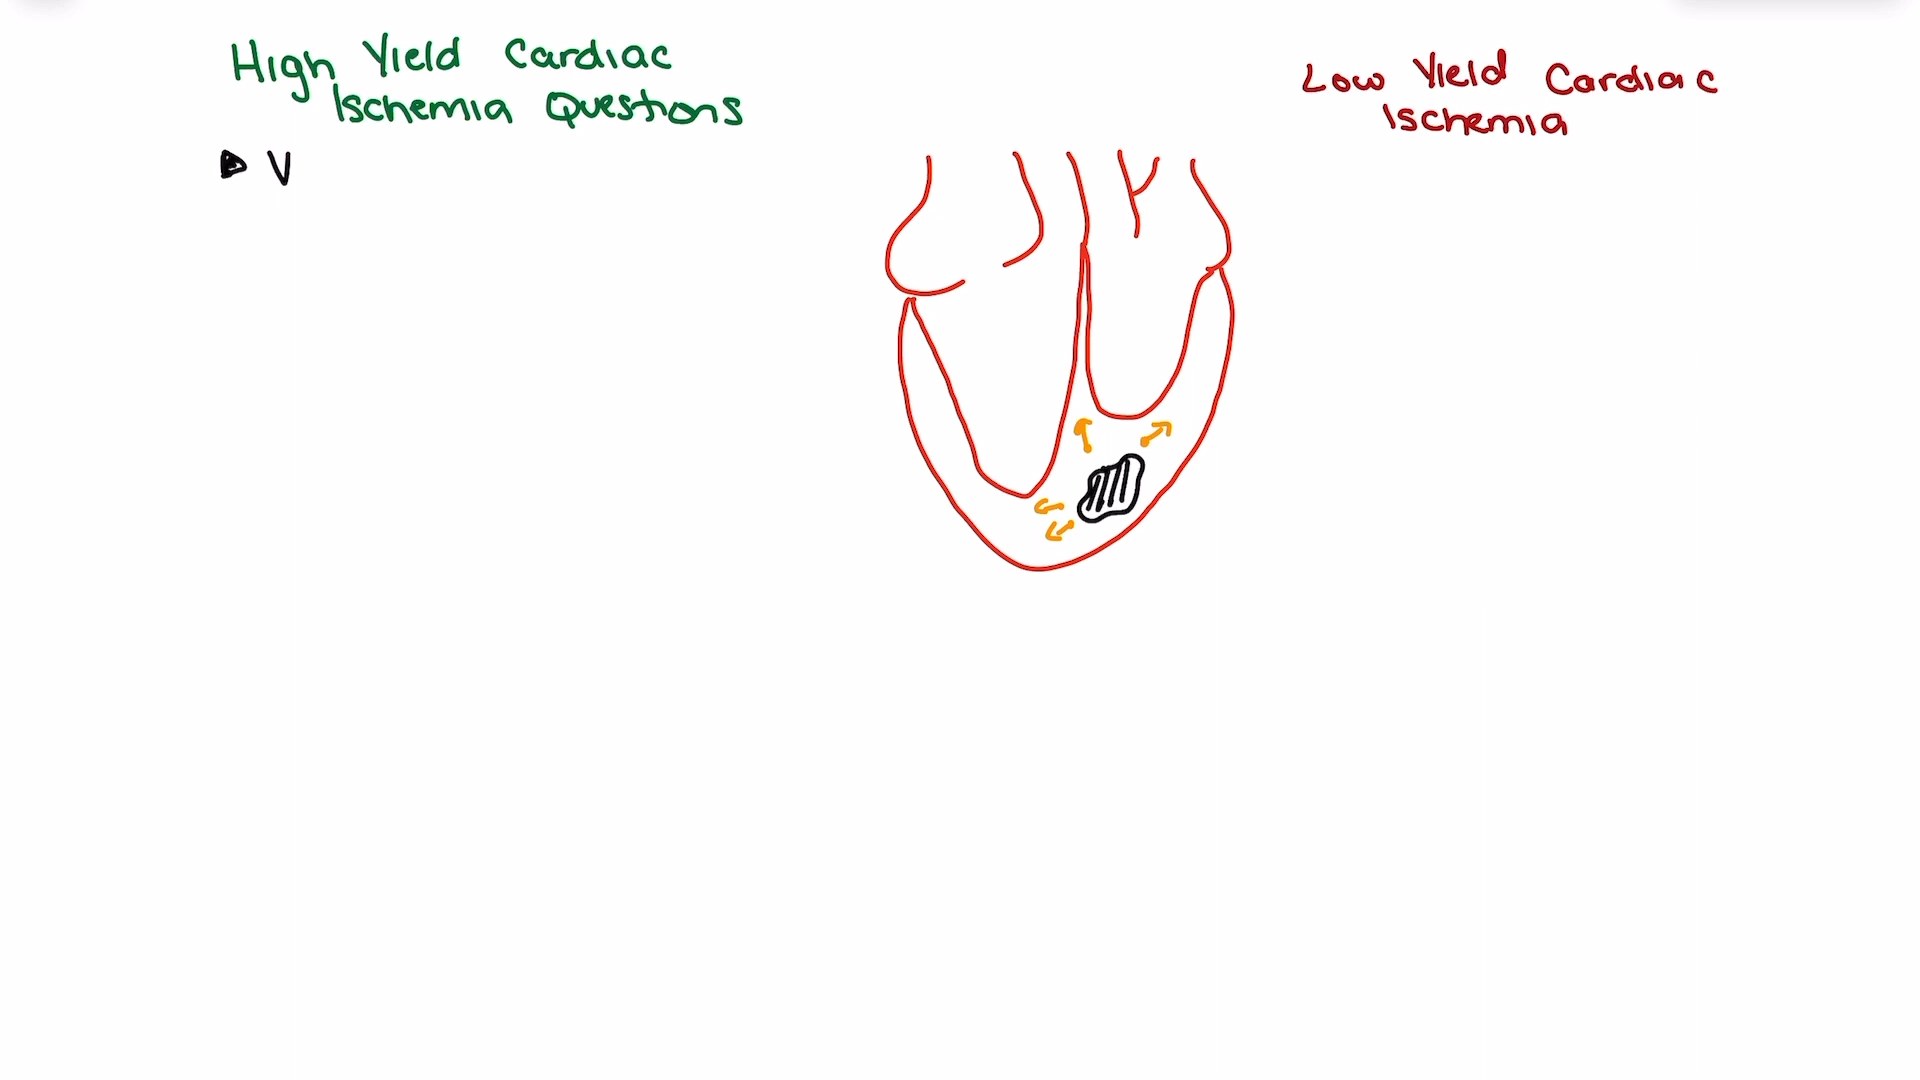 High Yield Cardiac
Ischemia Questions
V
Low Yield Cardiac
Ischemia